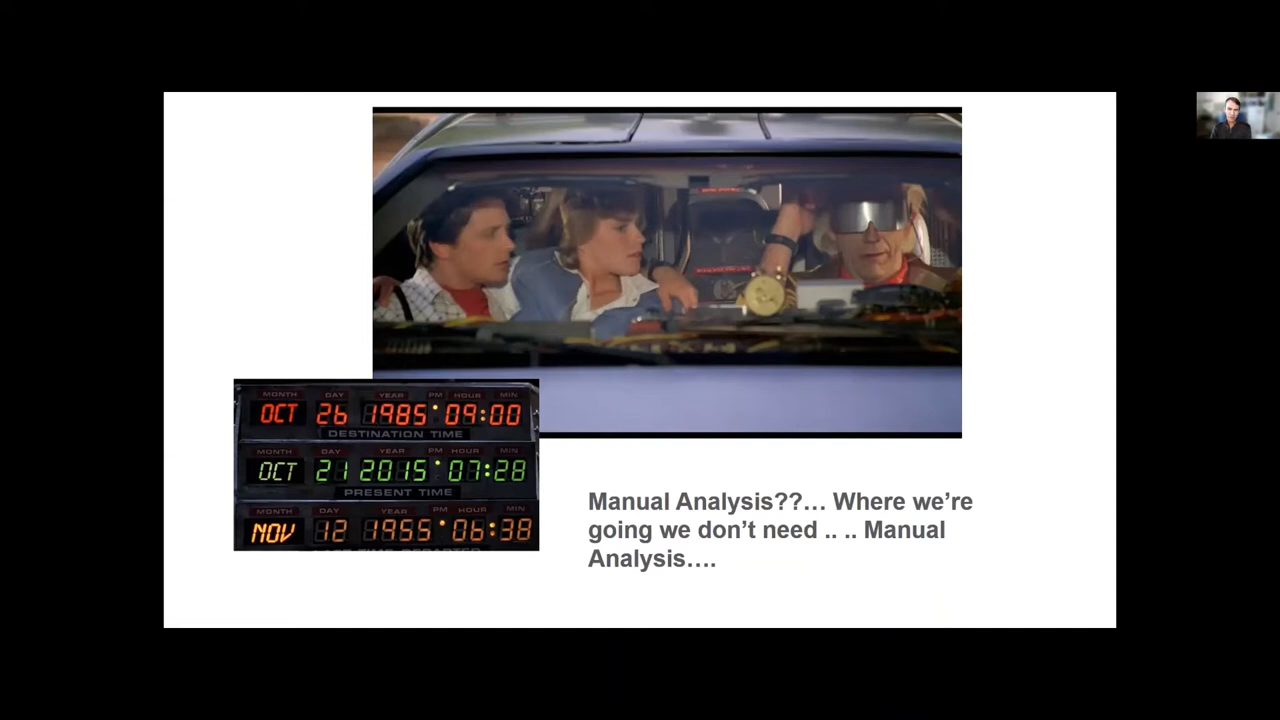 MONTH DAY YEAR PM HOUR MIN
OCT 26 1985 09:00
DESTINATION TIME
MONTH DAY YEAR PM HOUR MIN
OCT 21 2015 07:28
PRESENT TIME
MONTH DAY YEAR PM HOUR MIN
NOV 12 1955 06:38
Manual Analysis??... Where we’re
going we don’t need .. .. Manual
Analysis….